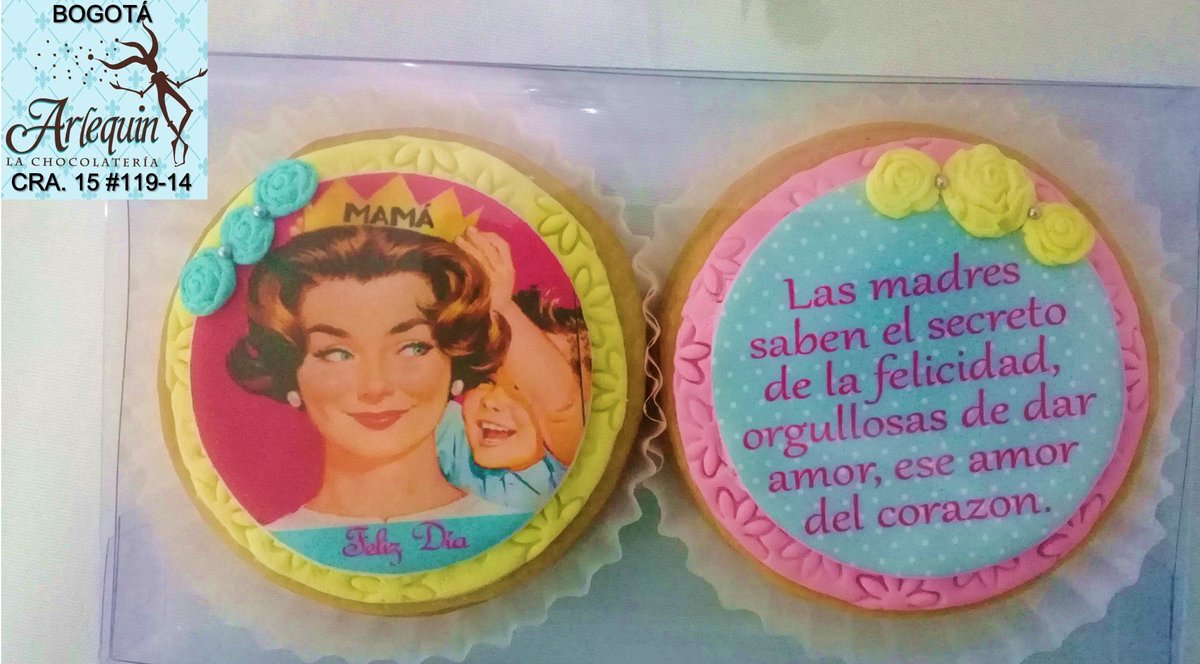 BOGOTÁ
Arlequin
LA CHOCOLATERÍA
CRA. 15 #119-14
MAMÁ
Feliz Día
Las madres
saben el secreto
de la felicidad,
orgullosas de dar
amor, ese amor
del corazon.